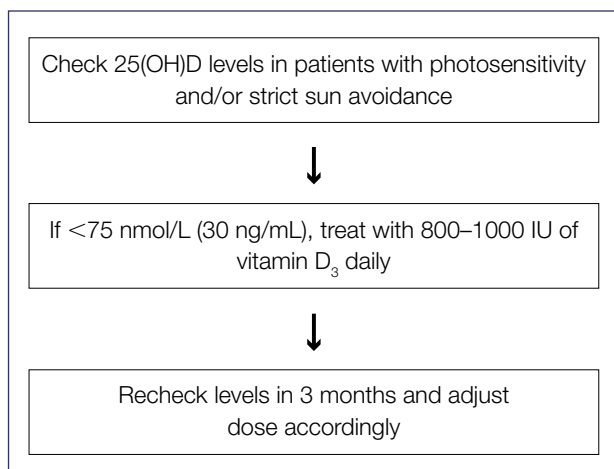 Check 25(OH)D levels in patients with photosensitivity
and/or strict sun avoidance
If <75 nmol/L (30 ng/mL), treat with 800–1000 IU of
vitamin D₃ daily
Recheck levels in 3 months and adjust
dose accordingly